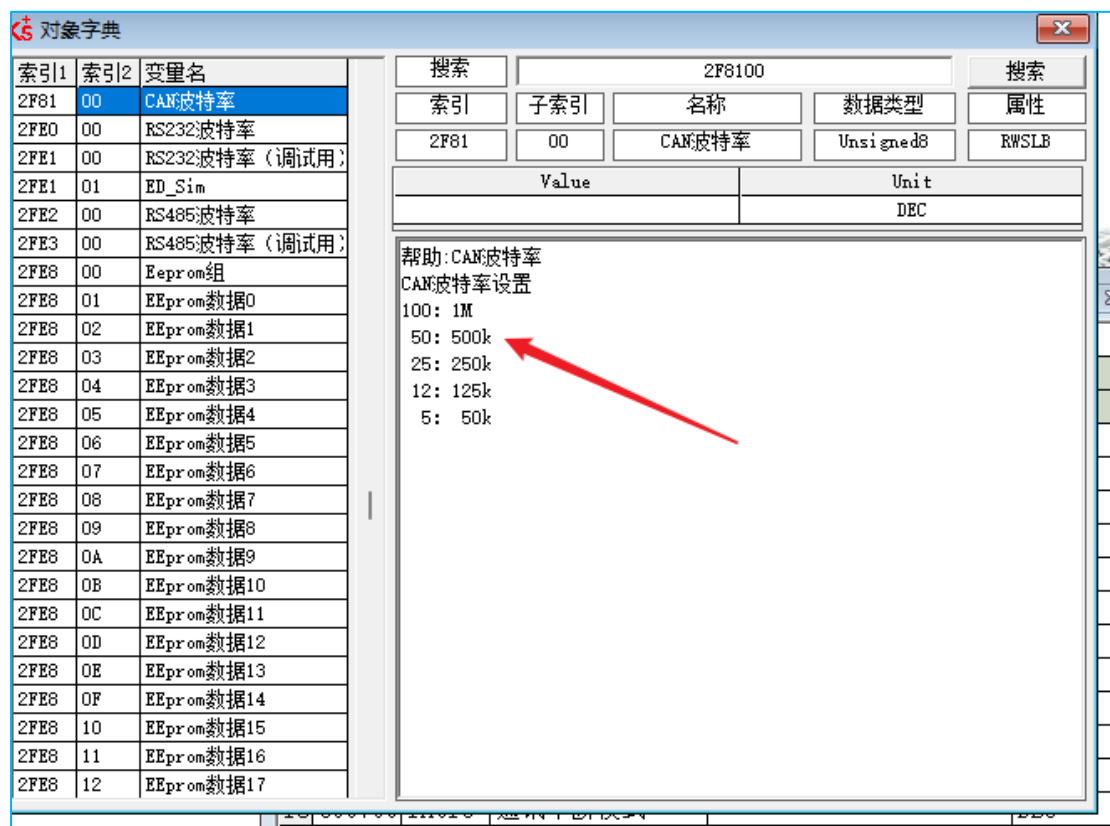 对象字典
索引1 索引2 变量名
2F81 00 CAN波特率
2FE0 00 RS232波特率
2FE1 00 RS232波特率（调试用）
2FE1 01 ED_Sim
2FE2 00 RS485波特率
2FE3 00 RS485波特率（调试用）
2FE8 00 Eeprom组
2FE8 01 EEprom数据0
2FE8 02 EEprom数据1
2FE8 03 EEprom数据2
2FE8 04 EEprom数据3
2FE8 05 EEprom数据4
2FE8 06 EEprom数据5
2FE8 07 EEprom数据6
2FE8 08 EEprom数据7
2FE8 09 EEprom数据8
2FE8 0A EEprom数据9
2FE8 0B EEprom数据10
2FE8 0C EEprom数据11
2FE8 0D EEprom数据12
2FE8 0E EEprom数据13
2FE8 0F EEprom数据14
2FE8 10 EEprom数据15
2FE8 11 EEprom数据16
2FE8 12 EEprom数据17
搜索 2F8100 搜索
索引 子索引 名称 数据类型 属性
2F81 00 CAN波特率 Unsigned8 RWSLB
Value Unit
DEC
帮助:CAN波特率
CAN波特率设置
100: 1M
50: 500k
25: 250k
12: 125k
5: 50k